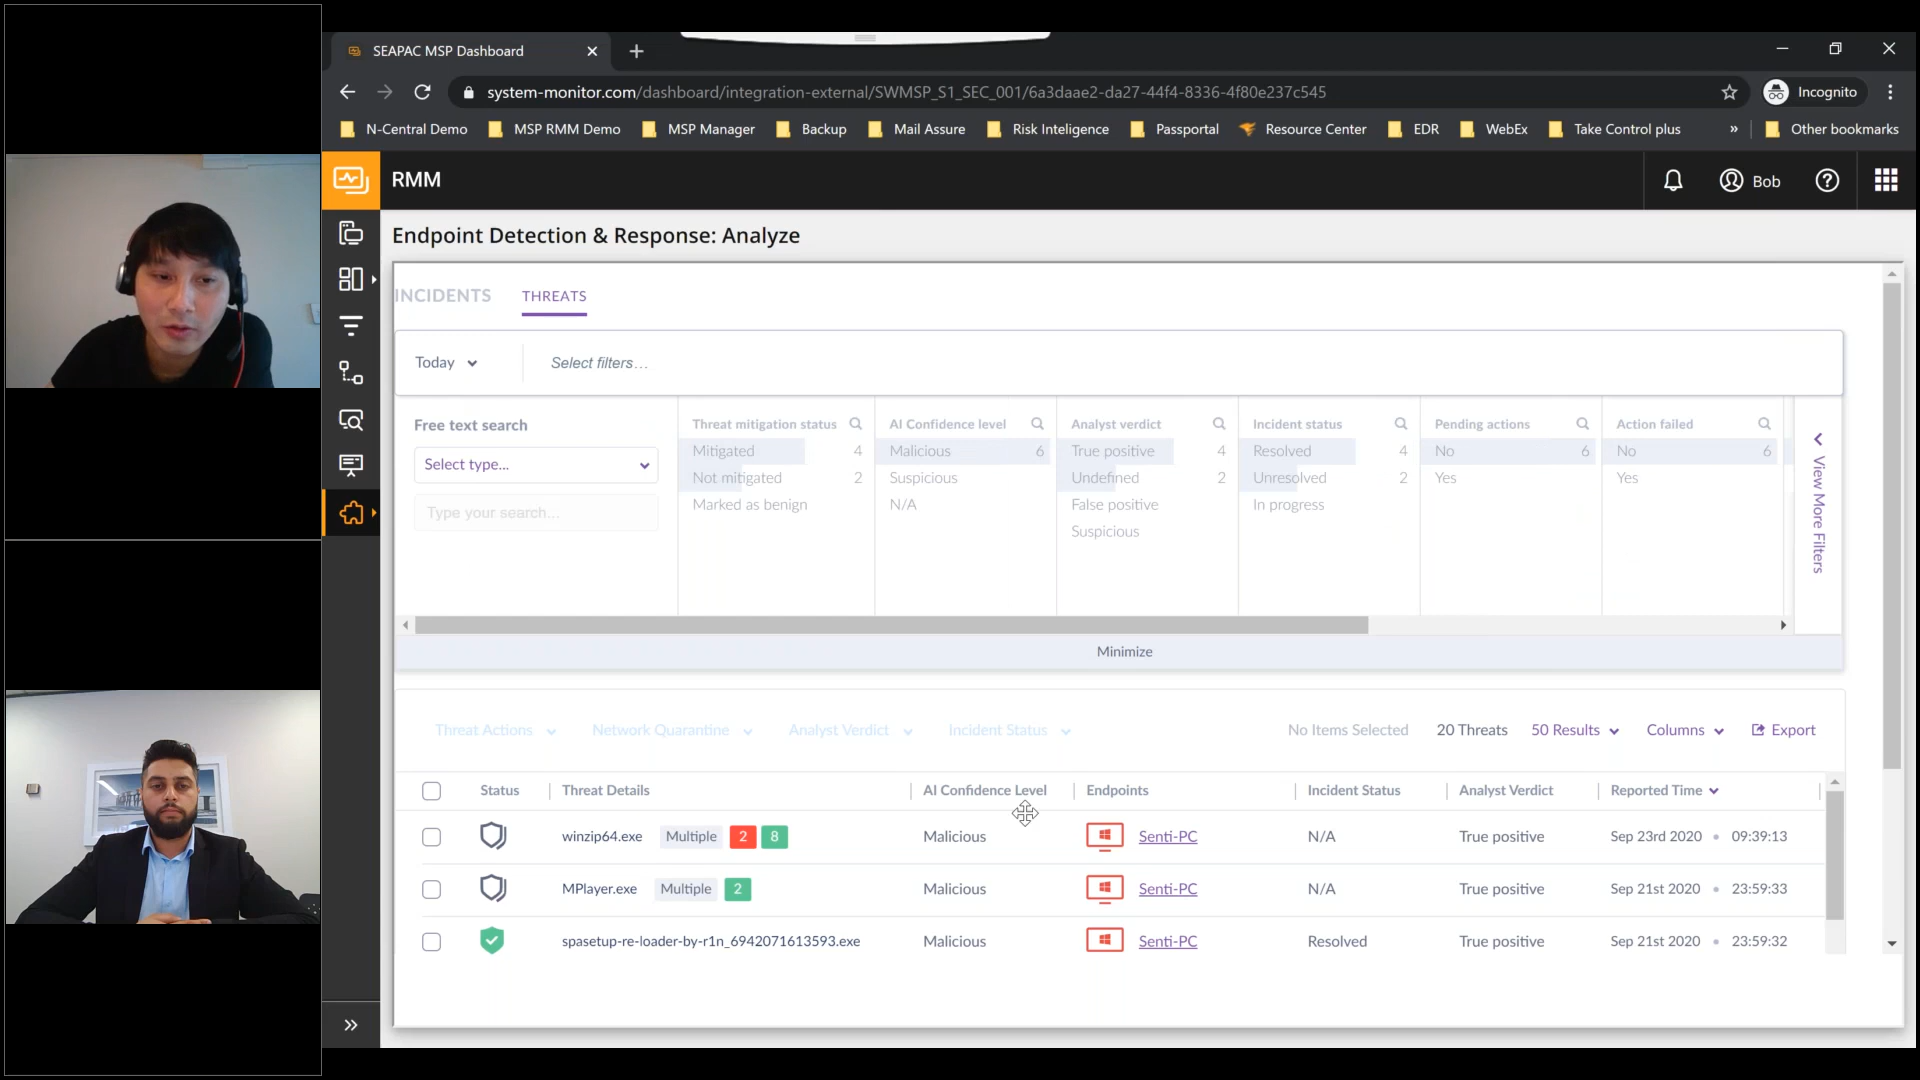 SEAPAC MSP Dashboard
system-monitor.com/dashboard/integration-external/SWMSP_S1_SEC_001/6a3daae2-da27-44f4-8336-4f80e237c545
Incognito
N-Central Demo MSP RMM Demo MSP Manager Backup Mail Assure Risk Inteligence Passportal Resource Center EDR WebEx Take Control plus » Other bookmarks
RMM
Bob
Endpoint Detection & Response: Analyze
INCIDENTS THREATS
Today Select filters...
Free text search
Select type...
Type your search...
Threat mitigation status
Mitigated 4
Not mitigated 2
Marked as benign
AI Confidence level
Malicious 6
Suspicious
N/A
Analyst verdict
True positive 4
Undefined 2
False positive
Suspicious
Incident status
Resolved 4
Unresolved 2
In progress
Pending actions
No 6
Yes
Action failed
No 6
Yes
View More Filters
Minimize
Threat Actions Network Quarantine Analyst Verdict Incident Status No Items Selected 20 Threats 50 Results Columns Export
Status Threat Details AI Confidence Level Endpoints Incident Status Analyst Verdict Reported Time
winzip64.exe Multiple 2 8 Malicious Senti-PC N/A True positive Sep 23rd 2020 • 09:39:13
MPlayer.exe Multiple 2 Malicious Senti-PC N/A True positive Sep 21st 2020 • 23:59:33
spasetup-re-loader-by-r1n_6942071613593.exe Malicious Senti-PC Resolved True positive Sep 21st 2020 • 23:59:32